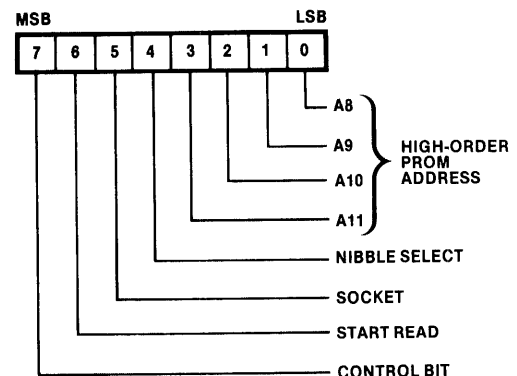 MSB LSB
7 6 5 4 3 2 1 0
A8
A9
A10
A11
HIGH-ORDER
PROM
ADDRESS
NIBBLE SELECT
SOCKET
START READ
CONTROL BIT